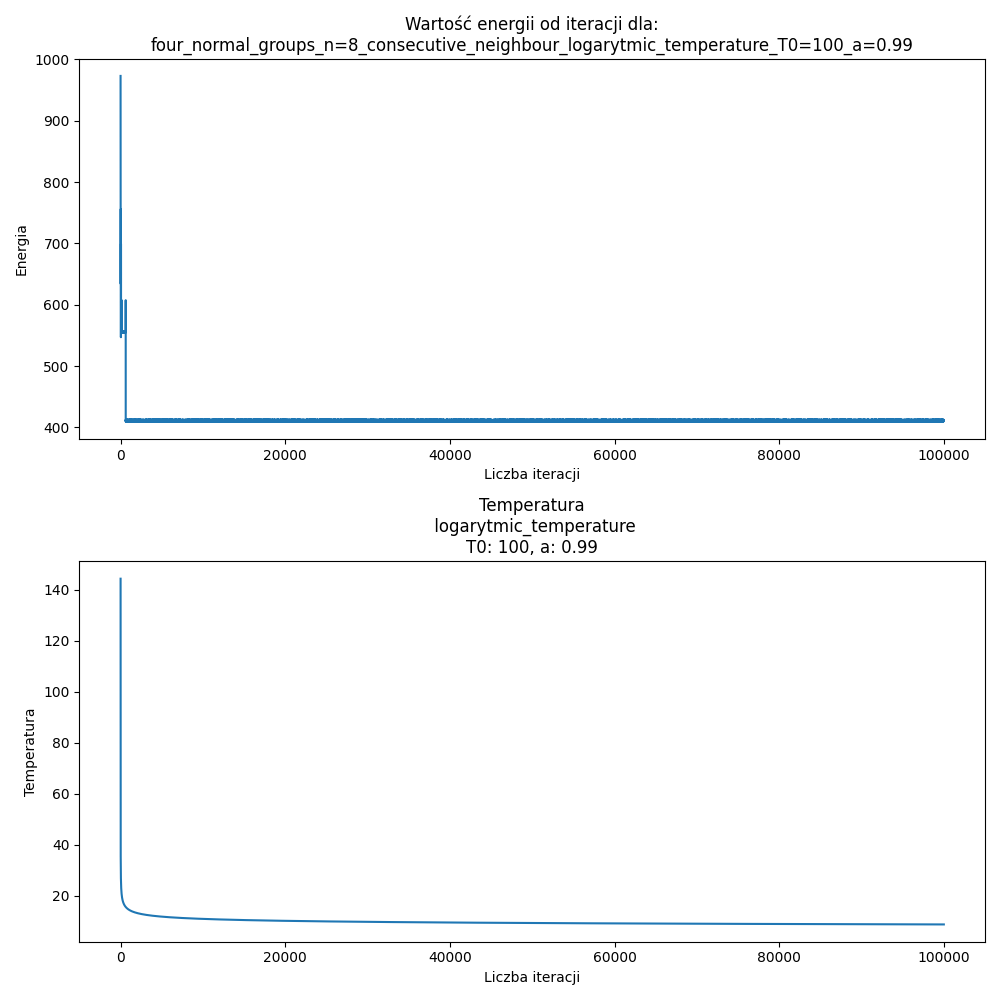 Wartość energii od iteracji dla:
four_normal_groups_n=8_consecutive_neighbour_logarytmic_temperature_T0=100_a=0.99
1000
900
800
700
600
500
400
Energia
0 20000 40000 60000 80000 100000
Liczba iteracji
Temperatura
logarytmic_temperature
T0: 100, a: 0.99
140
120
100
80
60
40
20
Temperatura
0 20000 40000 60000 80000 100000
Liczba iteracji